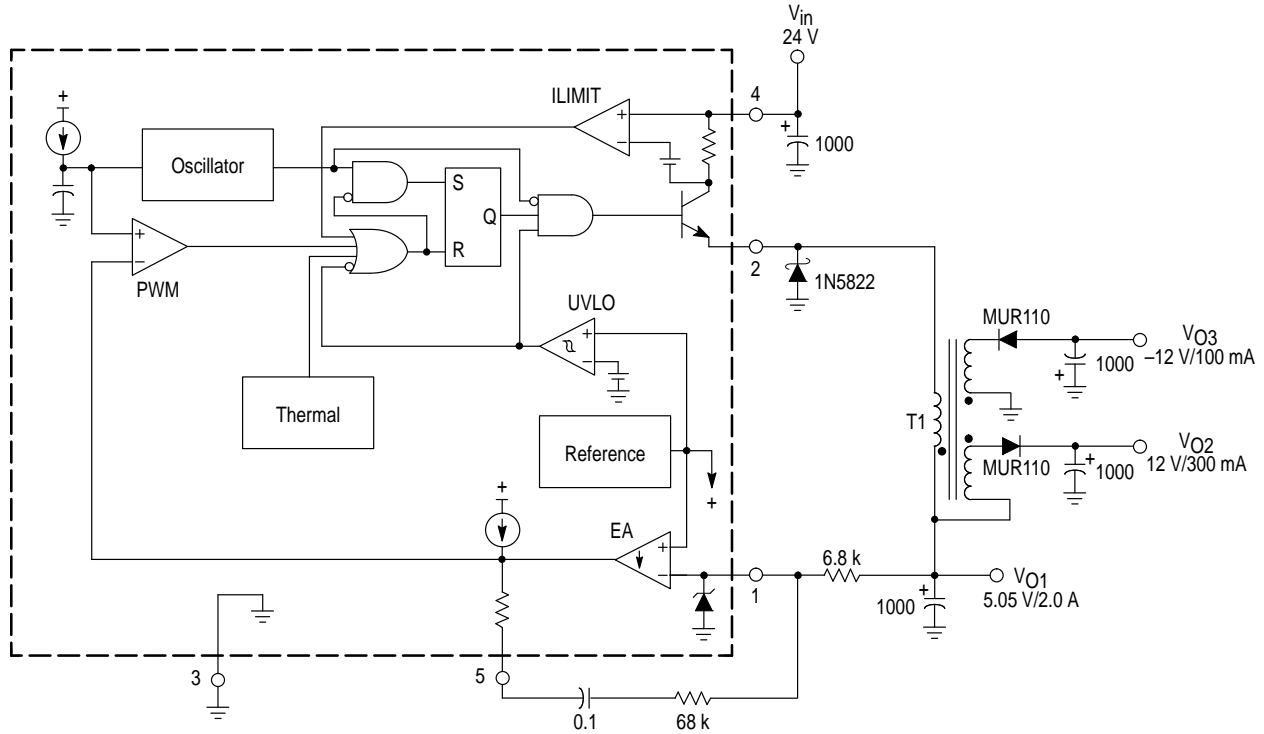 Vin
24 V
+
ILIMIT
4
+
+
1000
–
Oscillator
S
Q
R
+
–
PWM
2
1N5822
UVLO
+
–
MUR110
VO3
–12 V/100 mA
1000
+
Thermal
T1
Reference
MUR110
VO2
12 V/300 mA
+
1000
+
+
EA
+
–
1
6.8 k
VO1
5.05 V/2.0 A
+
1000
3
5
0.1
68 k